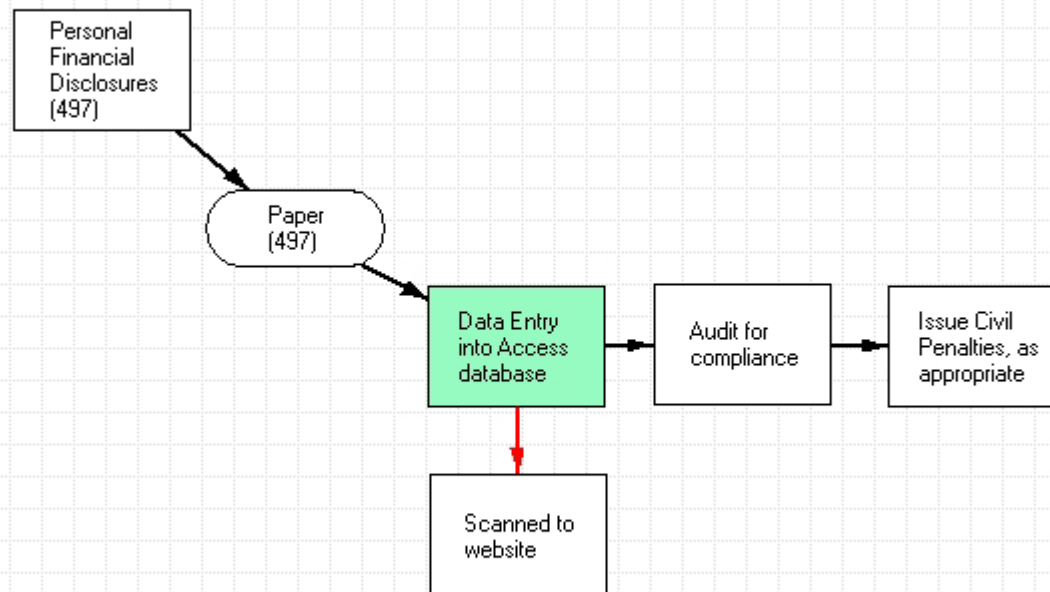 Personal
Financial
Disclosures
(497)
Paper
(497)
Data Entry
into Access
database
Audit for
compliance
Issue Civil
Penalties, as
appropriate
Scanned to
website